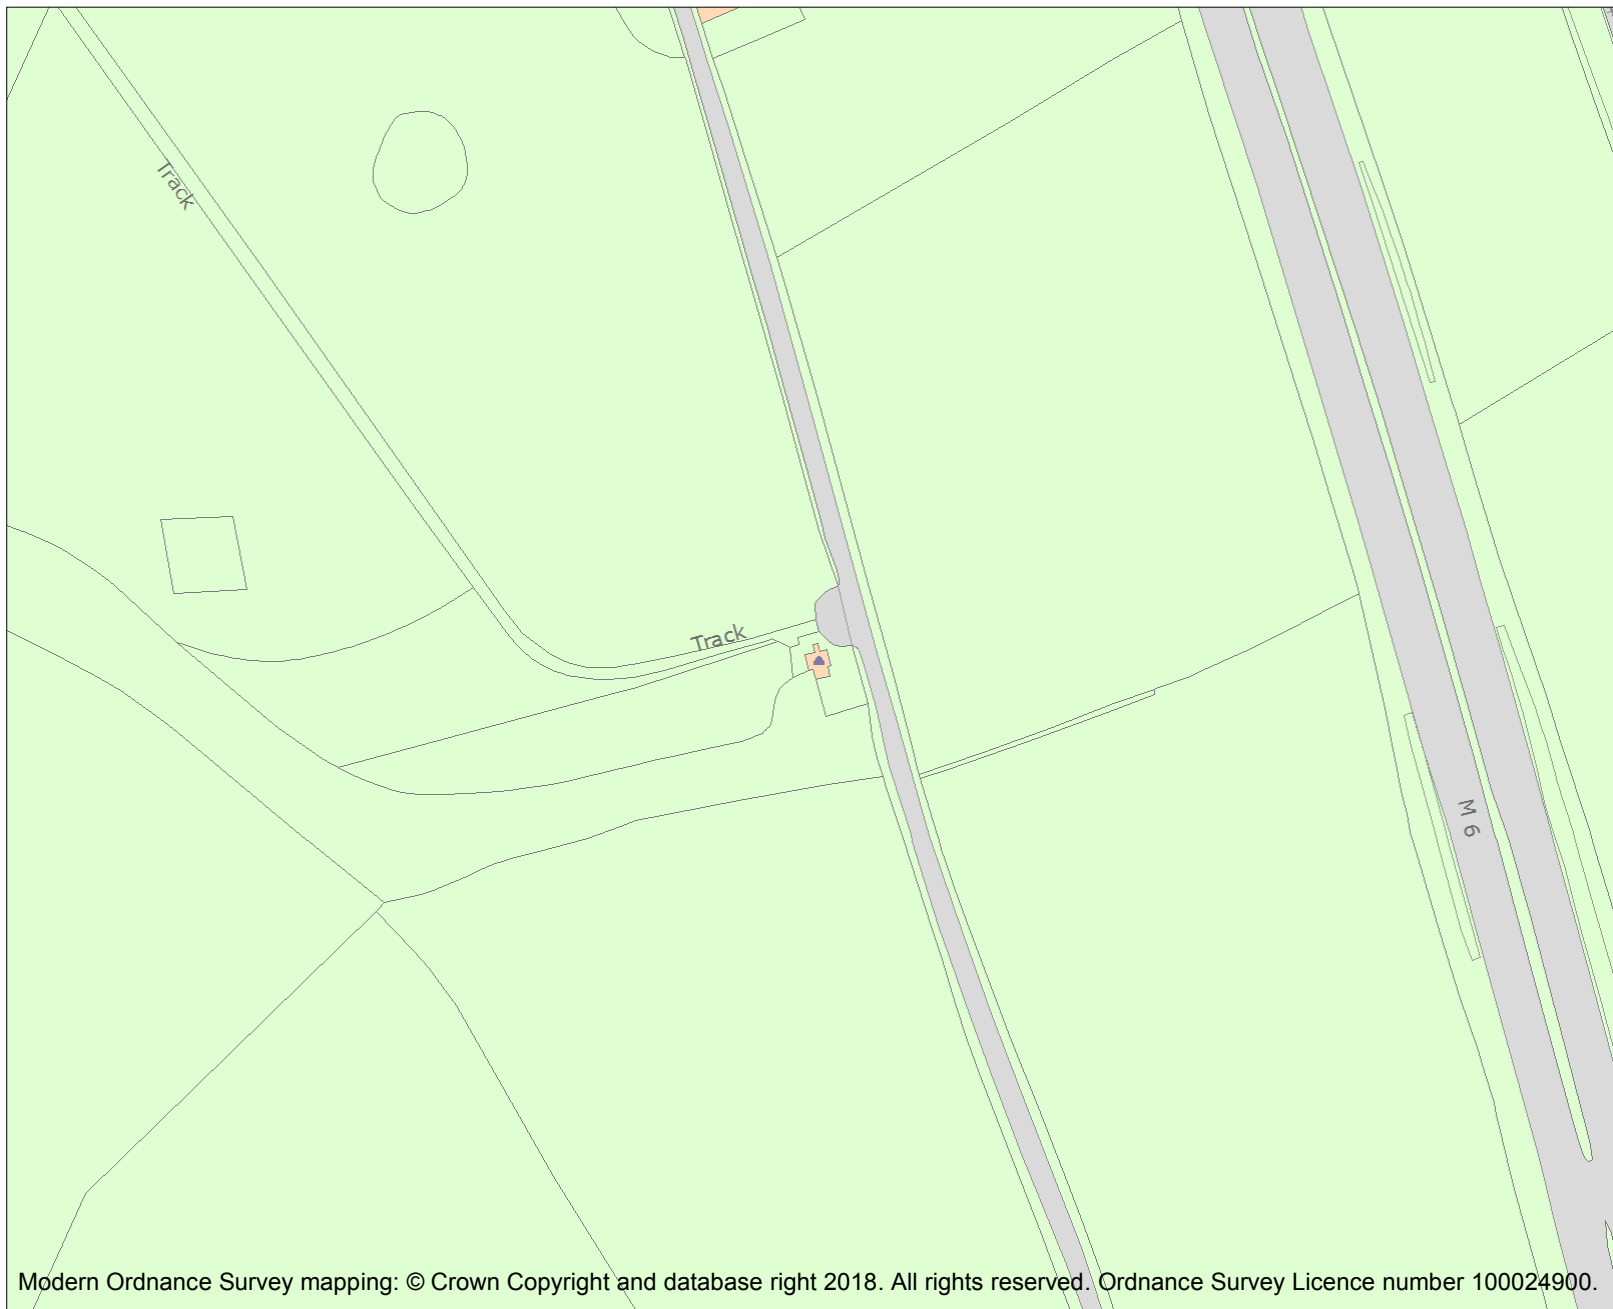 Track
Track
M 6
Modern Ordnance Survey mapping: © Crown Copyright and database right 2018. All rights reserved. Ordnance Survey Licence number 100024900.